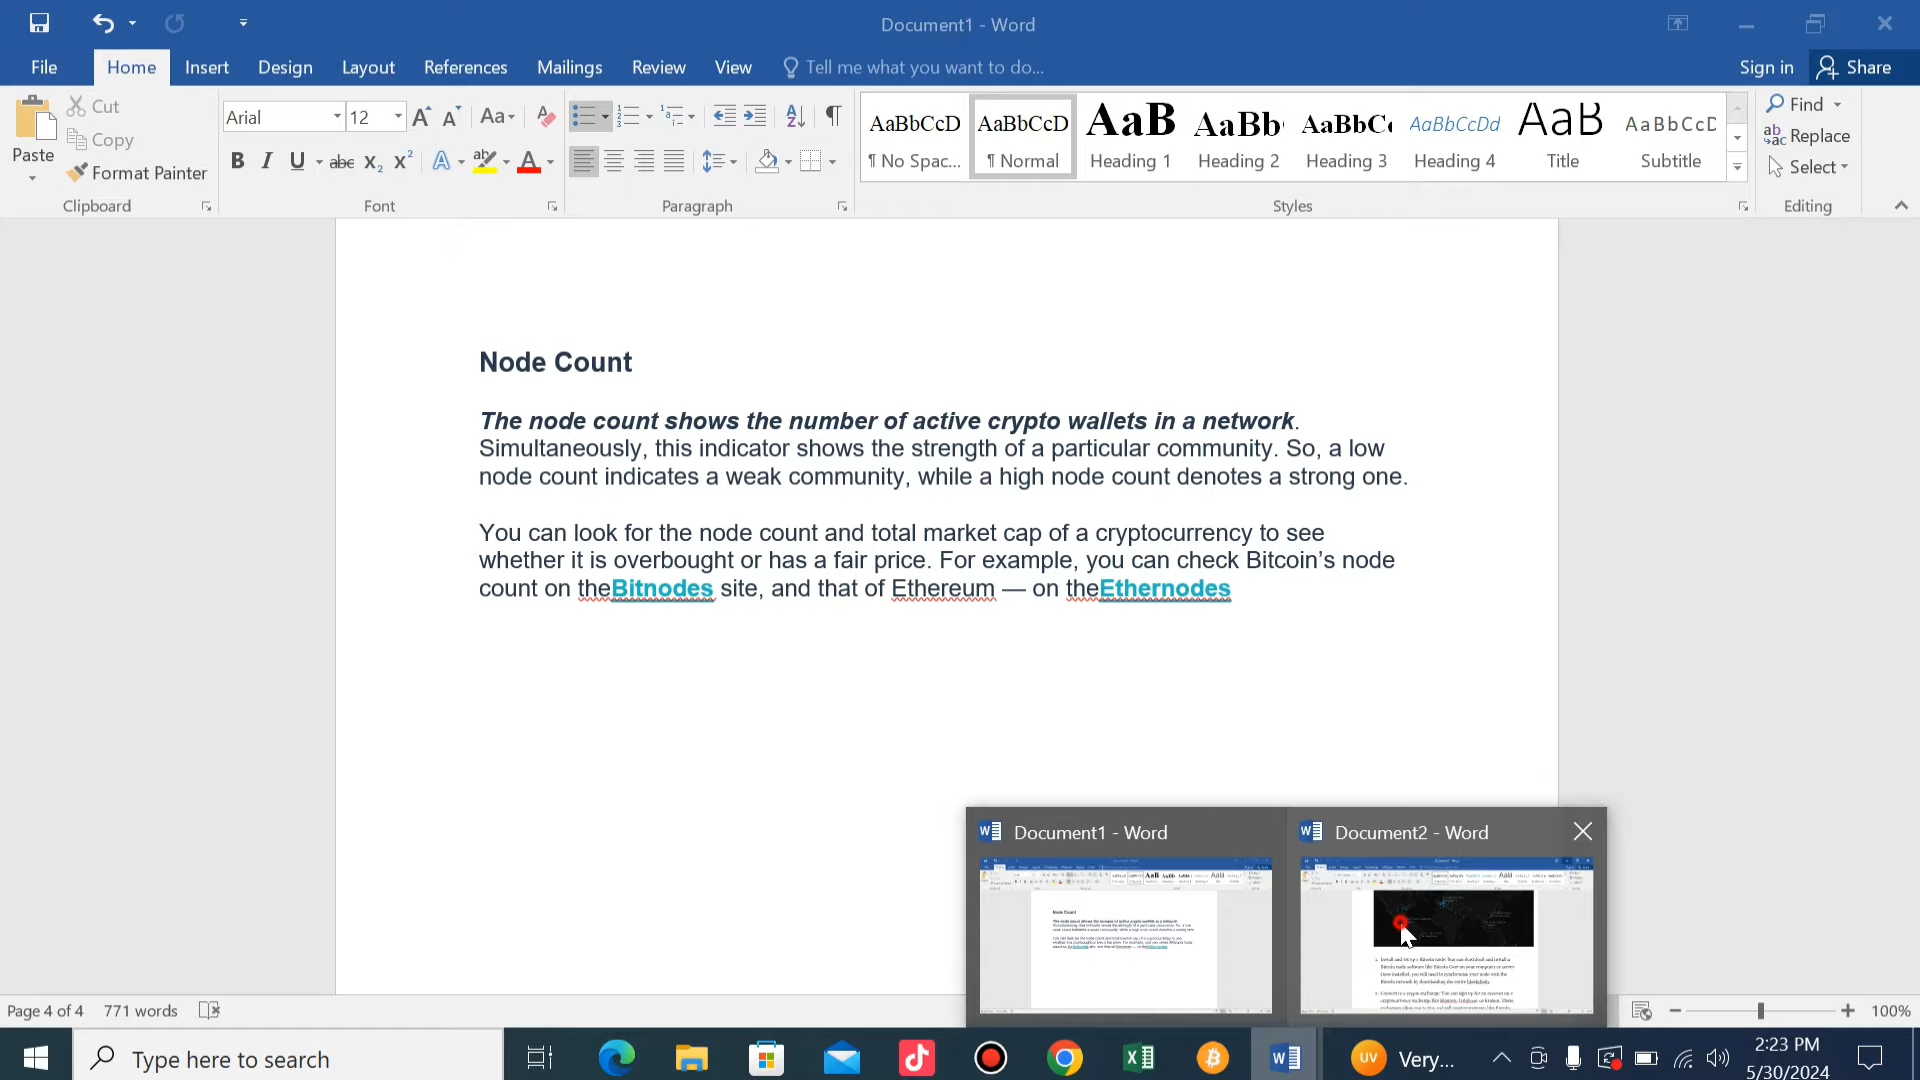 Document1 - Word
File Home Insert Design Layout References Mailings Review View Tell me what you want to do... Sign in Share
Paste Cut Copy Format Painter
Arial 12
Aa
B I U abc X₂ X² A ab A
AaBbCcD AaBbCcD AaB AaBb AaBbC AaBbCcDd AaB AaBbCcD
¶ No Spac... ¶ Normal Heading 1 Heading 2 Heading 3 Heading 4 Title Subtitle
Find
Replace
Select
Clipboard Font Paragraph Styles Editing
Node Count
The node count shows the number of active crypto wallets in a network.
Simultaneously, this indicator shows the strength of a particular community. So, a low
node count indicates a weak community, while a high node count denotes a strong one.
You can look for the node count and total market cap of a cryptocurrency to see
whether it is overbought or has a fair price. For example, you can check Bitcoin’s node
count on theBitnodes site, and that of Ethereum — on theEthernodes
Document1 - Word
Document2 - Word
Page 4 of 4 771 words
100%
Type here to search
UV Very...
2:23 PM
5/30/2024